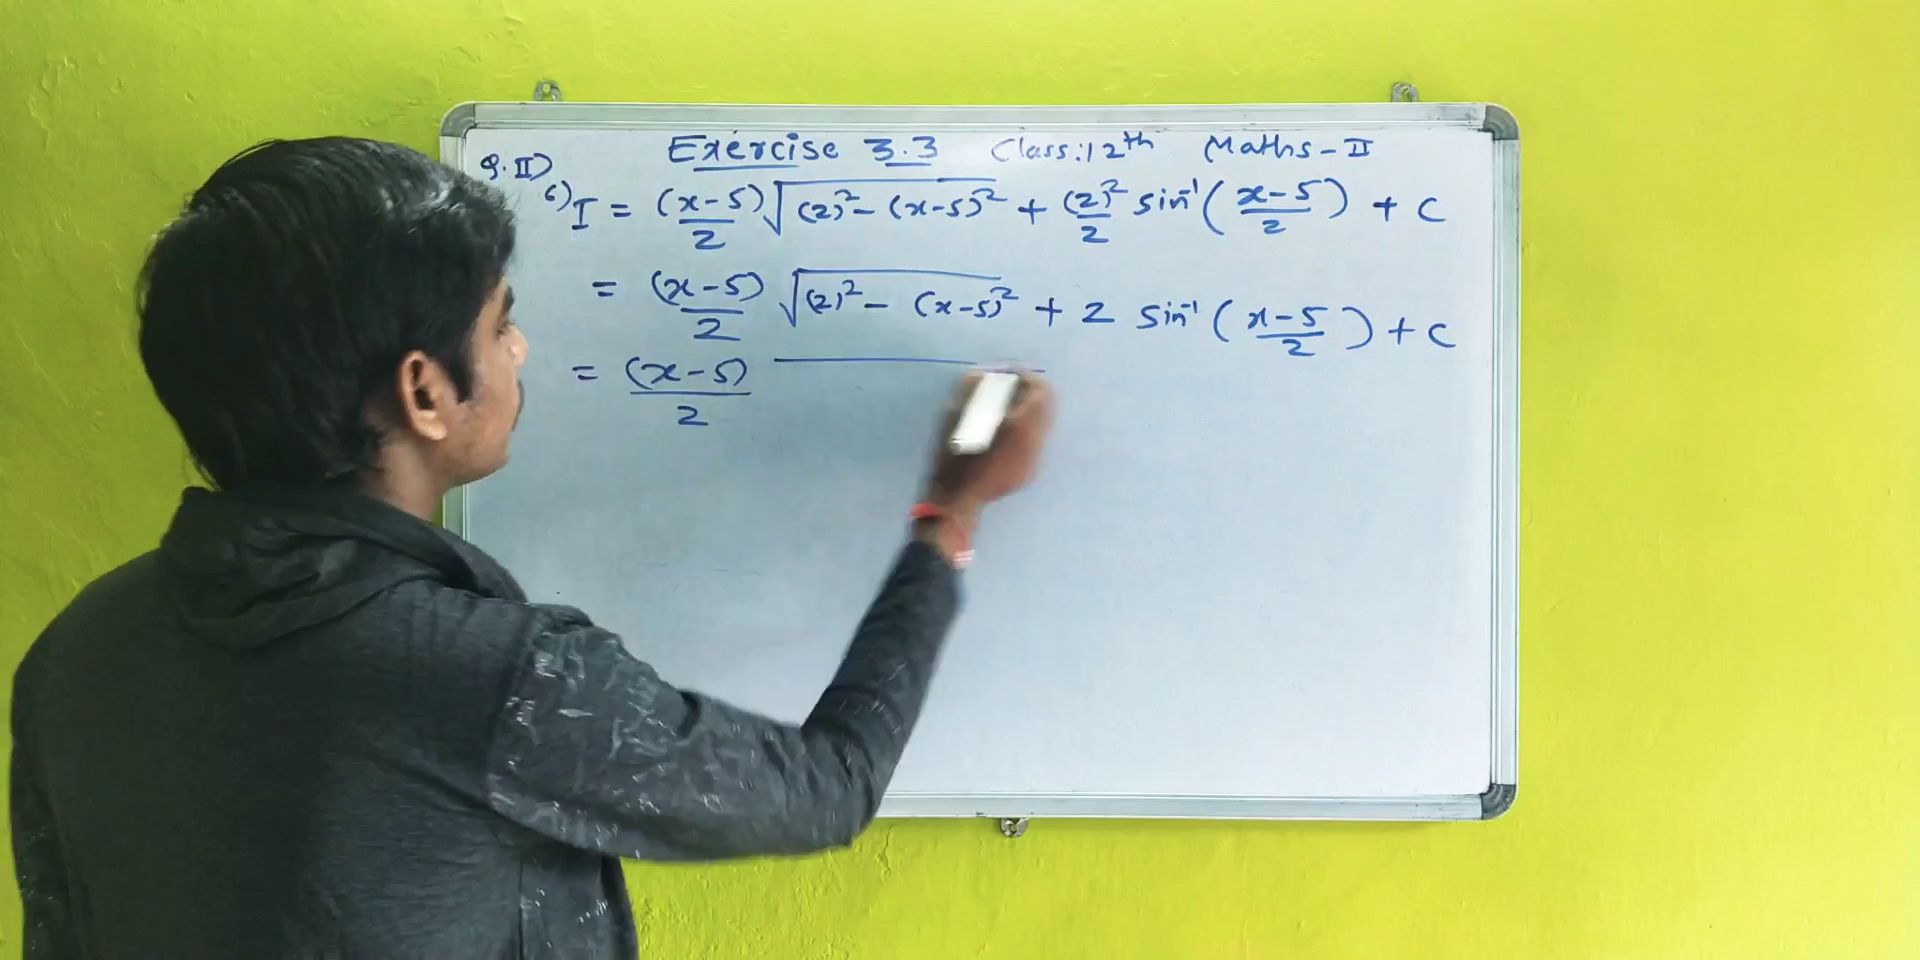 Exercise 3.3 Class:12th Maths-II
Q.II)
6) I = (x-5)/2 √((2)²-(x-5)²) + (2)²/2 sin⁻¹((x-5)/2) + c
= (x-5)/2 √((2)²-(x-5)²) + 2 sin⁻¹((x-5)/2) + c
= (x-5)/2